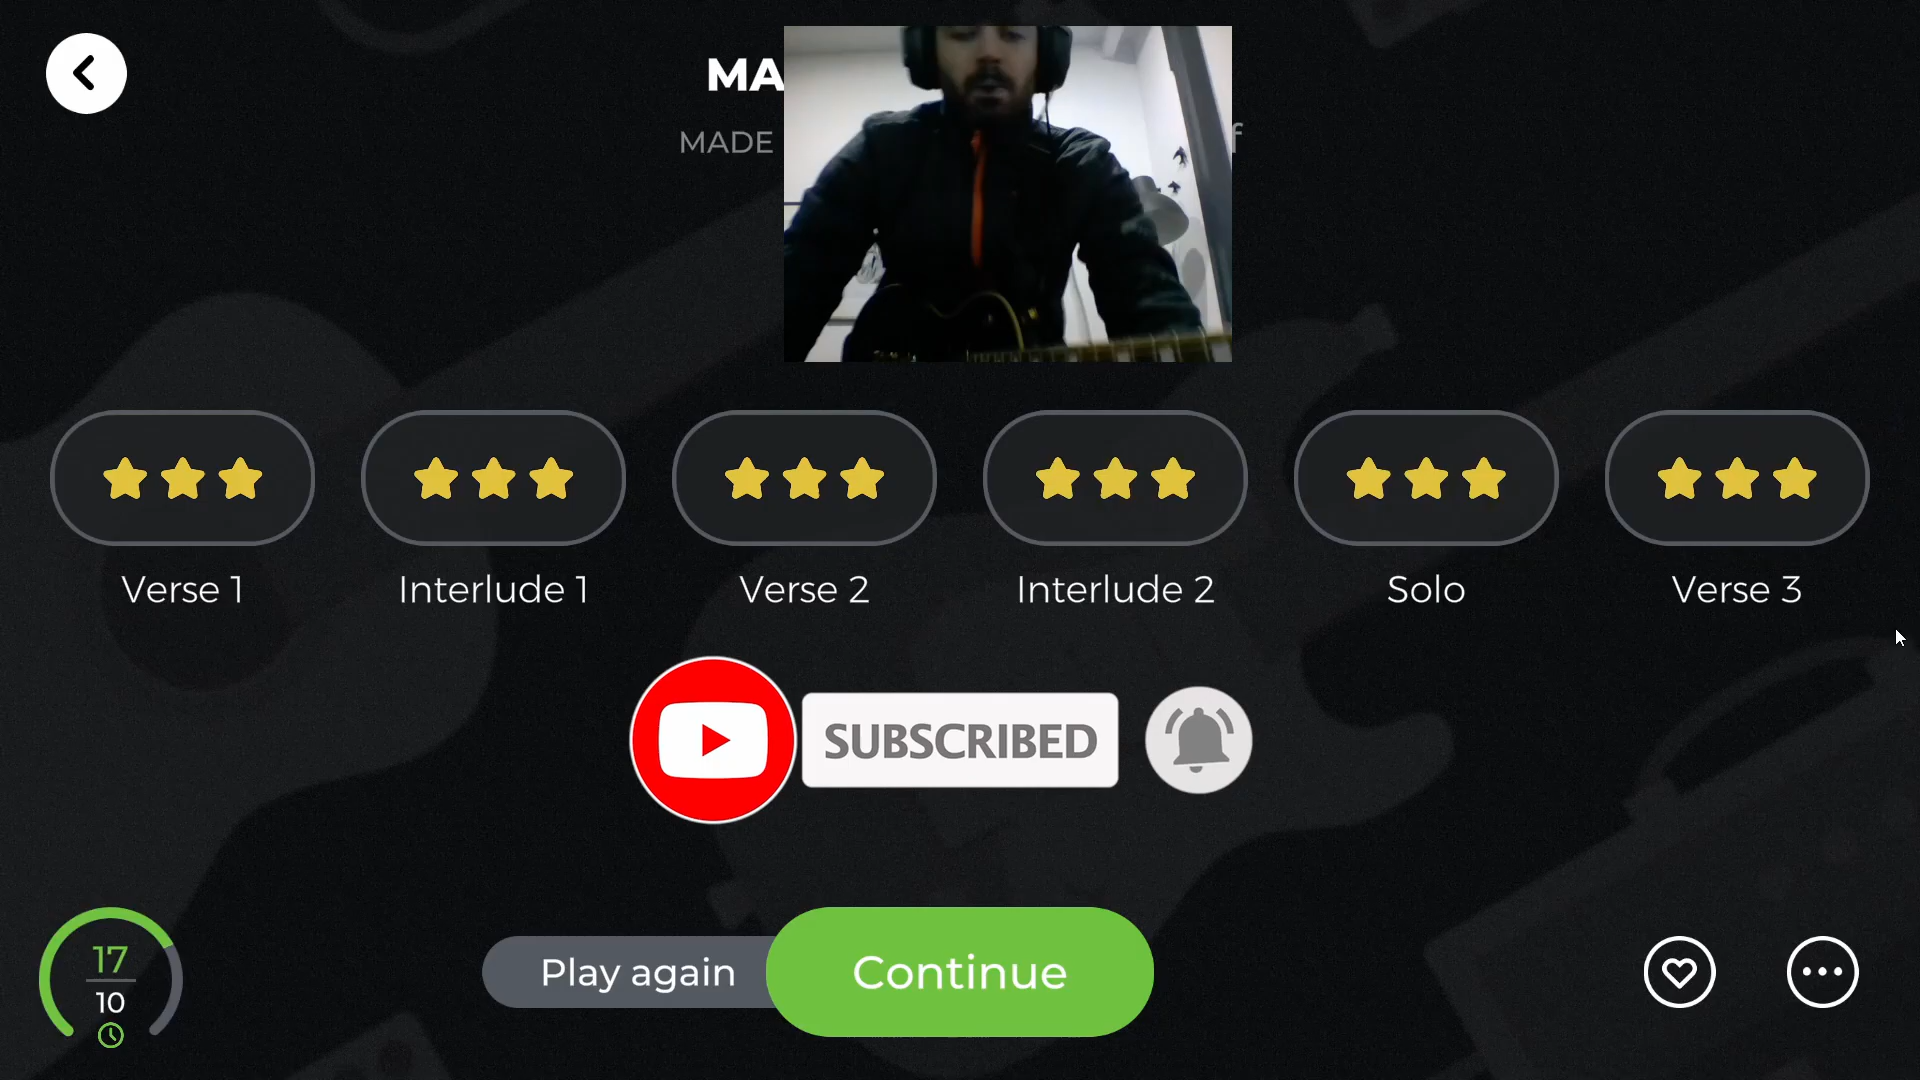 MA
MADE
Verse 1
Interlude 1
Verse 2
Interlude 2
Solo
Verse 3
SUBSCRIBED
17
10
Play again
Continue